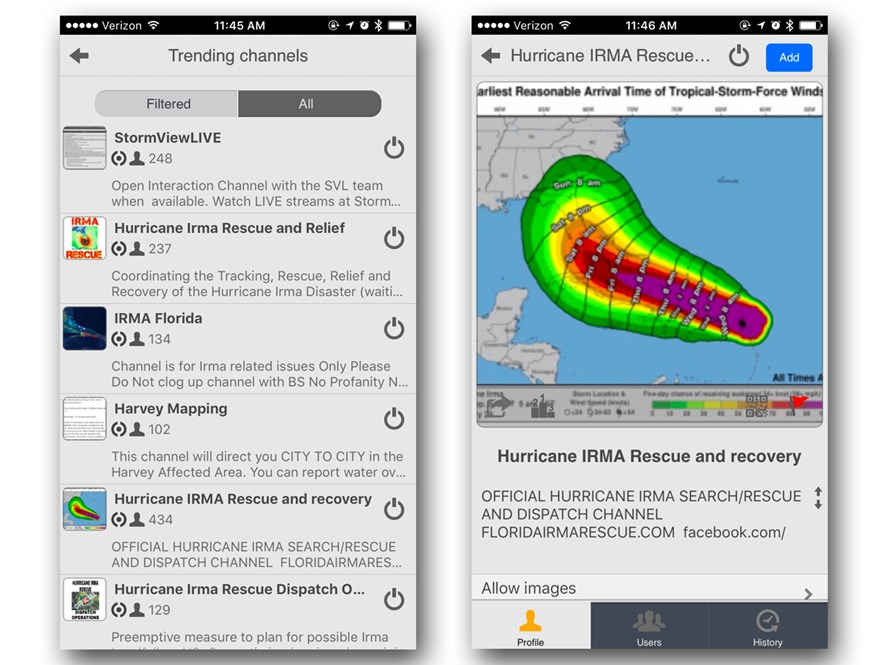 Verizon 11:45 AM
Trending channels
Filtered All
StormViewLIVE
248
Open Interaction Channel with the SVL team
when available. Watch LIVE streams at Storm...
IRMA
RESCUE
Hurricane Irma Rescue and Relief
237
Coordinating the Tracking, Rescue, Relief and
Recovery of the Hurricane Irma Disaster (waiti...
IRMA Florida
134
Channel is for Irma related issues Only Please
Do Not clog up channel with BS No Profanity N...
Harvey Mapping
102
This channel will direct you CITY TO CITY in the
Harvey Affected Area. You can report water ov...
Hurricane IRMA Rescue and recovery
434
OFFICIAL HURRICANE IRMA SEARCH/RESCUE
AND DISPATCH CHANNEL FLORIDAIRMARES...
HURRICANE IRMA
RESCUE
DISPATCH
OPERATIONS
Hurricane Irma Rescue Dispatch O...
129
Preemptive measure to plan for possible Irma
Verizon 11:46 AM
Hurricane IRMA Rescue... Add
arliest Reasonable Arrival Time of Tropical-Storm-Force Winds
Sun 8 am
Sat 8 pm
Sat 8 am
Fri 8 pm
Fri 8 am
Thu 8 pm
Thu 8 am
Wed 8 pm
Wed 8 am
All Times A
Storm Location &
Wind Speed (knots)
Hurricane IRMA Rescue and recovery
OFFICIAL HURRICANE IRMA SEARCH/RESCUE
AND DISPATCH CHANNEL
FLORIDAIRMARESCUE.COM facebook.com/
Allow images
Profile Users History